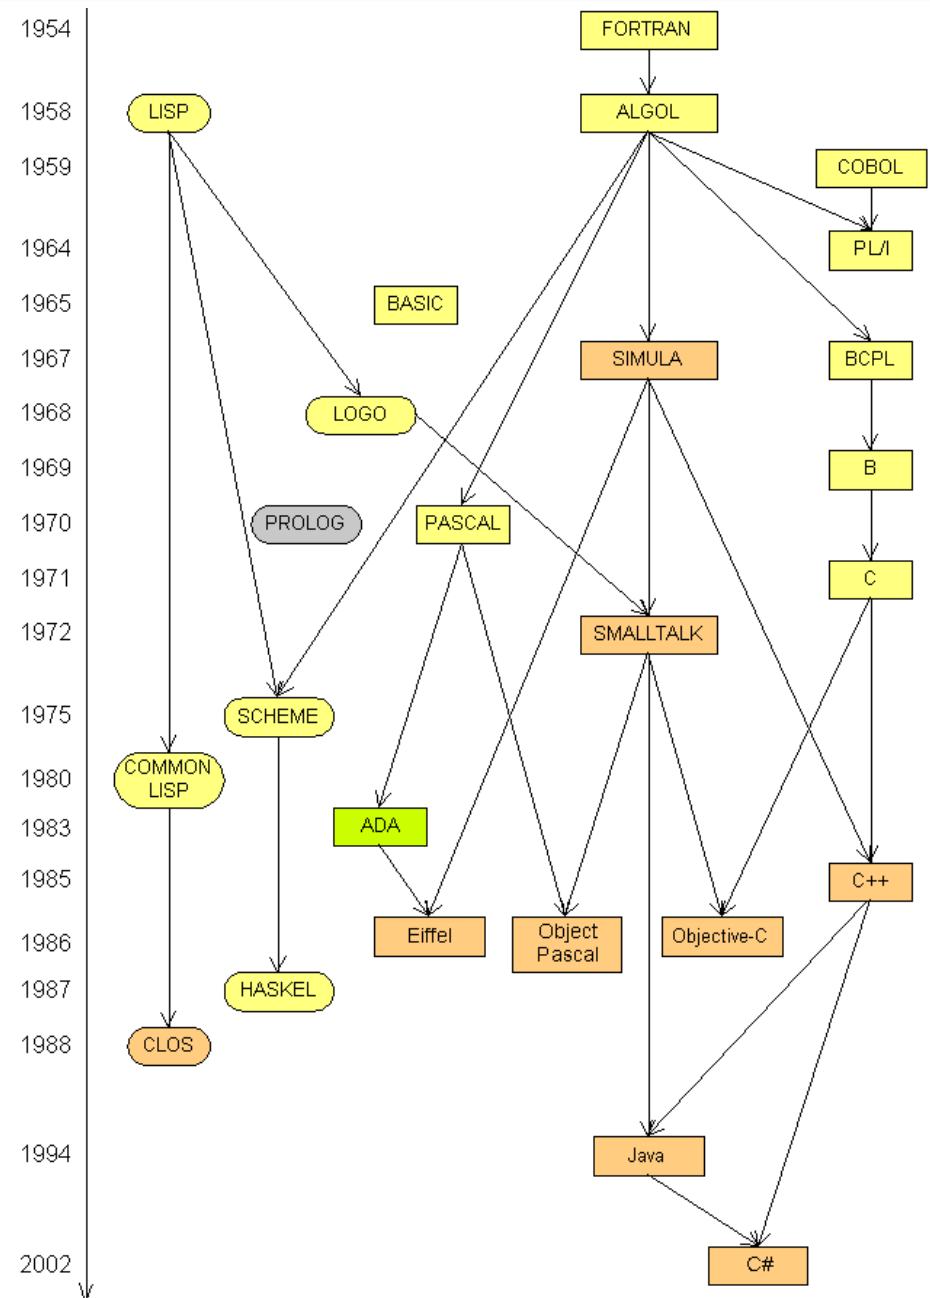 1954
FORTRAN
1958
LISP
ALGOL
1959
COBOL
1964
PL/I
1965
BASIC
1967
SIMULA
BCPL
1968
LOGO
1969
B
1970
PROLOG
PASCAL
1971
C
1972
SMALLTALK
1975
SCHEME
1980
COMMON
LISP
1983
ADA
1985
C++
1986
Eiffel
Object
Pascal
Objective-C
1987
HASKEL
1988
CLOS
1994
Java
2002
C#